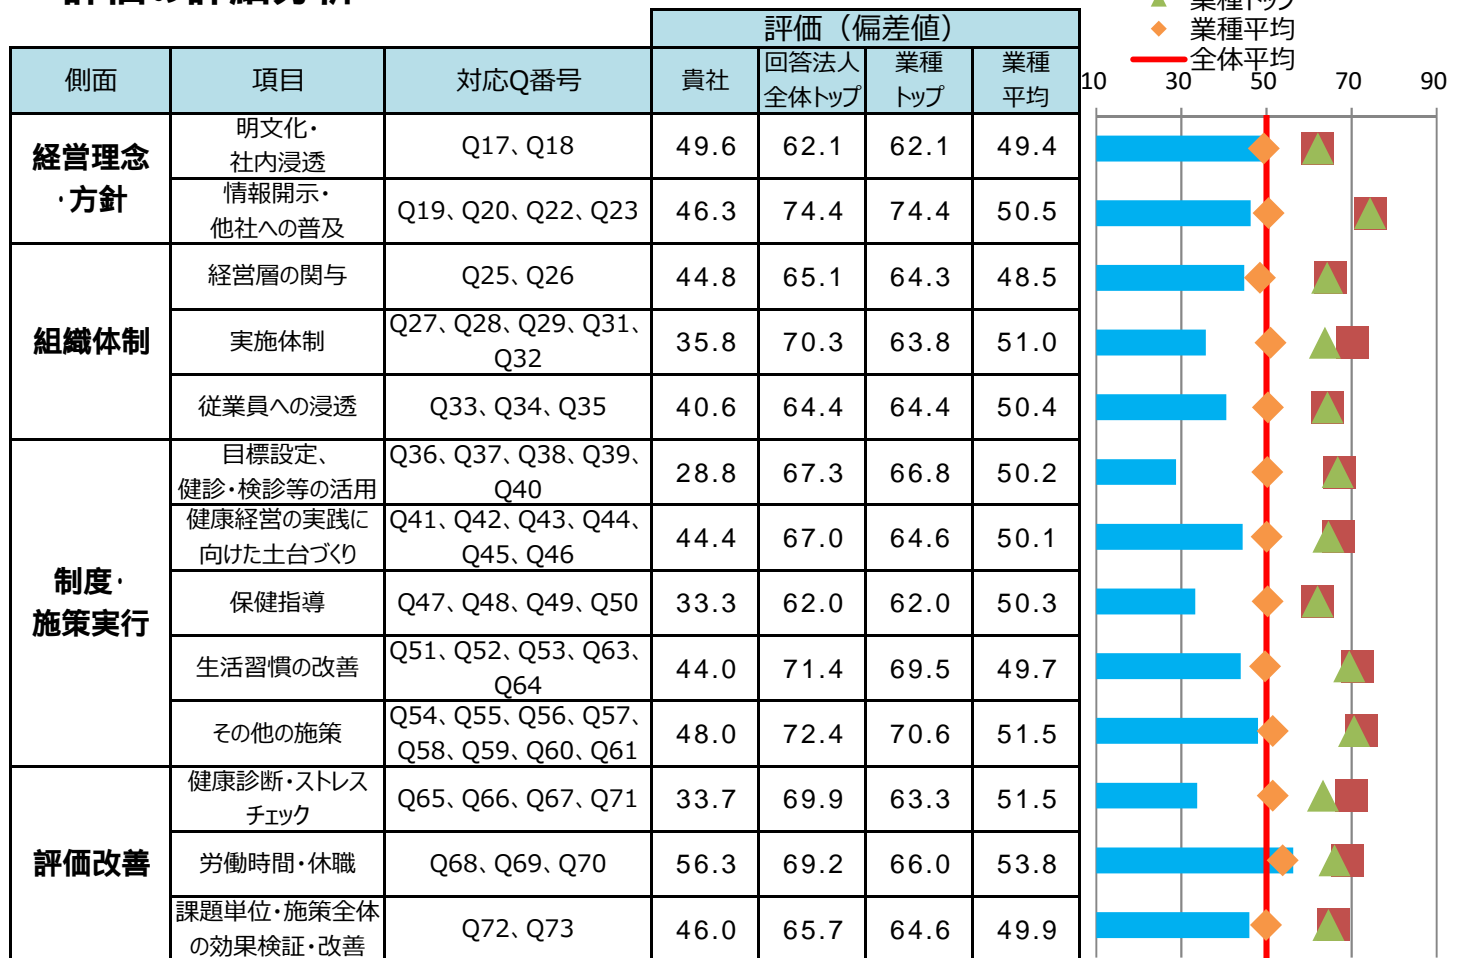 評価の詳細分析
業種トップ
業種平均
全体平均
評価（偏差値）
側面 項目 対応Q番号 貴社 回答法人 全体トップ 業種 トップ 業種 平均
10 30 50 70 90
経営理念
・方針
明文化・
社内浸透
Q17、Q18 49.6 62.1 62.1 49.4
情報開示・
他社への普及
Q19、Q20、Q22、Q23 46.3 74.4 74.4 50.5
組織体制
経営層の関与 Q25、Q26 44.8 65.1 64.3 48.5
実施体制
Q27、Q28、Q29、Q31、
Q32
35.8 70.3 63.8 51.0
従業員への浸透 Q33、Q34、Q35 40.6 64.4 64.4 50.4
制度・
施策実行
目標設定、
健診・検診等の活用
Q36、Q37、Q38、Q39、
Q40
28.8 67.3 66.8 50.2
健康経営の実践に
向けた土台づくり
Q41、Q42、Q43、Q44、
Q45、Q46
44.4 67.0 64.6 50.1
保健指導 Q47、Q48、Q49、Q50 33.3 62.0 62.0 50.3
生活習慣の改善
Q51、Q52、Q53、Q63、
Q64
44.0 71.4 69.5 49.7
その他の施策
Q54、Q55、Q56、Q57、
Q58、Q59、Q60、Q61
48.0 72.4 70.6 51.5
評価改善
健康診断・ストレス
チェック
Q65、Q66、Q67、Q71 33.7 69.9 63.3 51.5
労働時間・休職 Q68、Q69、Q70 56.3 69.2 66.0 53.8
課題単位・施策全体
の効果検証・改善
Q72、Q73 46.0 65.7 64.6 49.9